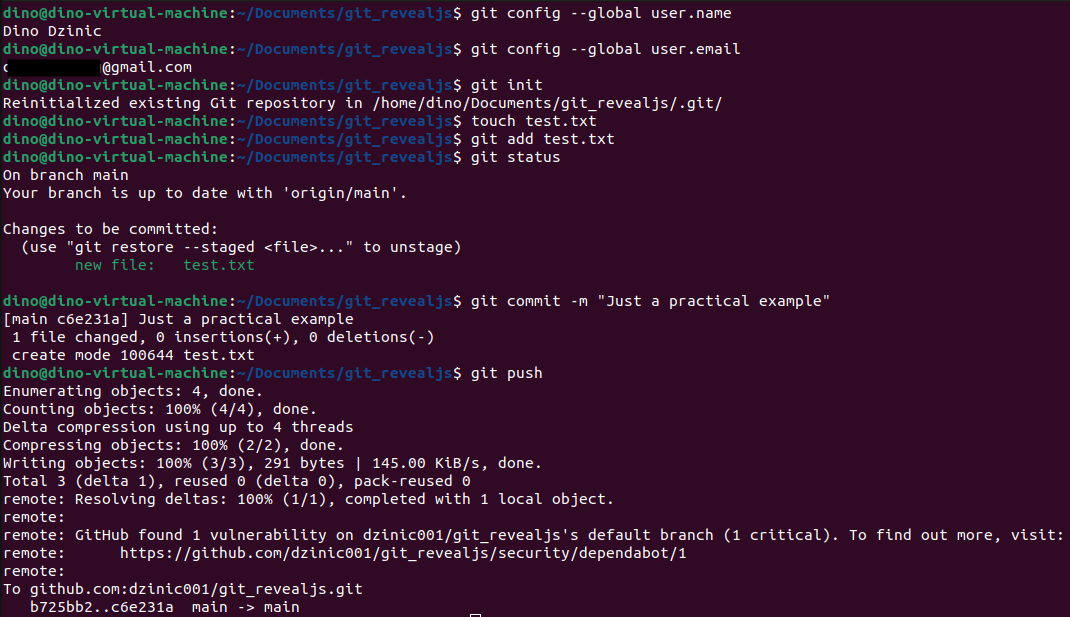 dino@dino-virtual-machine:~/Documents/git_revealjs$ git config --global user.name
Dino Dzinic
dino@dino-virtual-machine:~/Documents/git_revealjs$ git config --global user.email
@gmail.com
dino@dino-virtual-machine:~/Documents/git_revealjs$ git init
Reinitialized existing Git repository in /home/dino/Documents/git_revealjs/.git/
dino@dino-virtual-machine:~/Documents/git_revealjs$ touch test.txt
dino@dino-virtual-machine:~/Documents/git_revealjs$ git add test.txt
dino@dino-virtual-machine:~/Documents/git_revealjs$ git status
On branch main
Your branch is up to date with 'origin/main'.
Changes to be committed:
  (use "git restore --staged <file>..." to unstage)
        new file:   test.txt
dino@dino-virtual-machine:~/Documents/git_revealjs$ git commit -m "Just a practical example"
[main c6e231a] Just a practical example
 1 file changed, 0 insertions(+), 0 deletions(-)
 create mode 100644 test.txt
dino@dino-virtual-machine:~/Documents/git_revealjs$ git push
Enumerating objects: 4, done.
Counting objects: 100% (4/4), done.
Delta compression using up to 4 threads
Compressing objects: 100% (2/2), done.
Writing objects: 100% (3/3), 291 bytes | 145.00 KiB/s, done.
Total 3 (delta 1), reused 0 (delta 0), pack-reused 0
remote: Resolving deltas: 100% (1/1), completed with 1 local object.
remote:
remote: GitHub found 1 vulnerability on dzinic001/git_revealjs's default branch (1 critical). To find out more, visit:
remote:      https://github.com/dzinic001/git_revealjs/security/dependabot/1
remote:
To github.com:dzinic001/git_revealjs.git
   b725bb2..c6e231a  main -> main